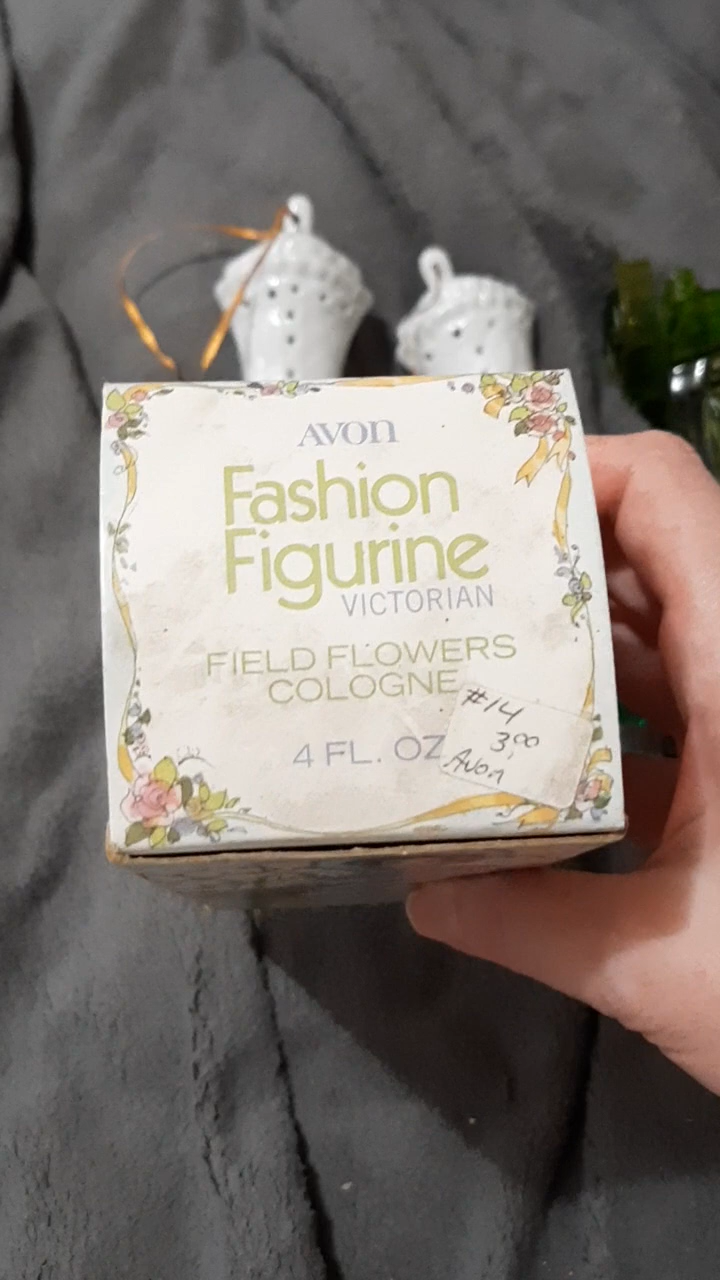 AVON
Fashion
Figurine
VICTORIAN
FIELD FLOWERS
COLOGNE
4 FL. OZ
#14
3.00
Avon